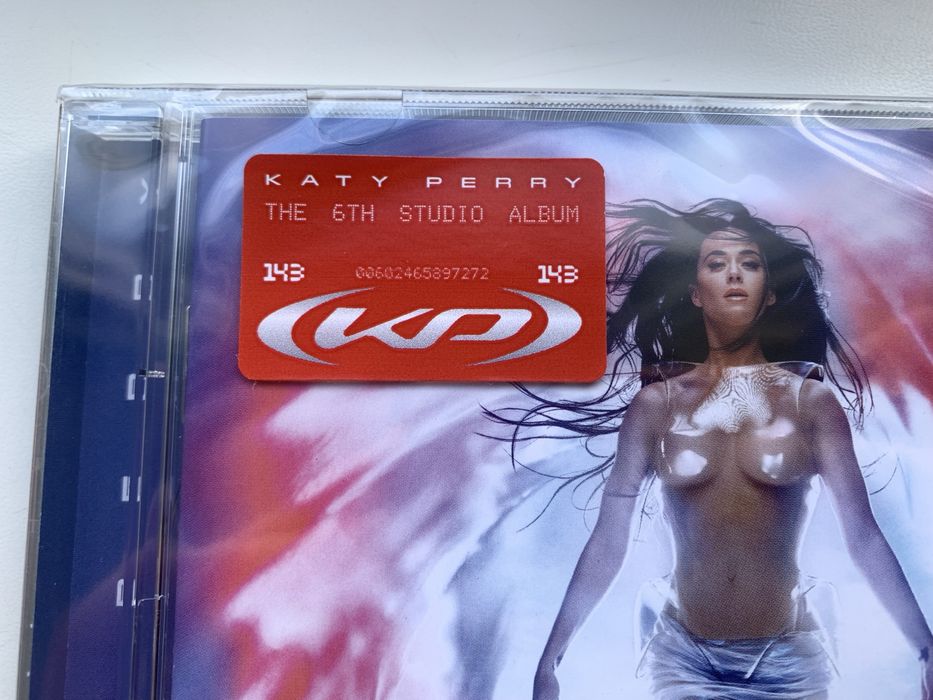 KATY PERRY
THE 6TH STUDIO ALBUM
143 00602465897272 143
KP